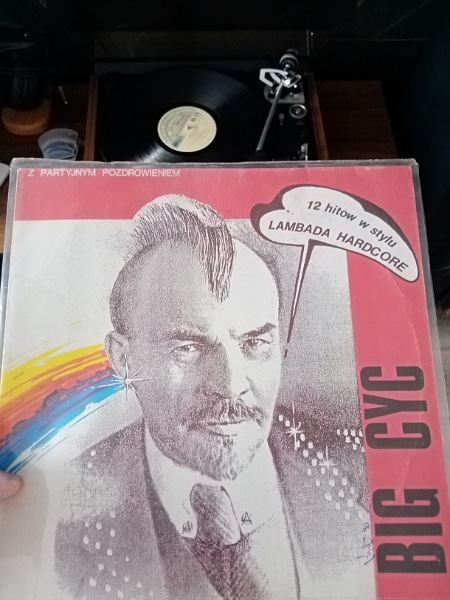 Z PARTYJNYM POZDROWIENIEM
12 hitów w stylu
LAMBADA HARDCORE
BIG CYC